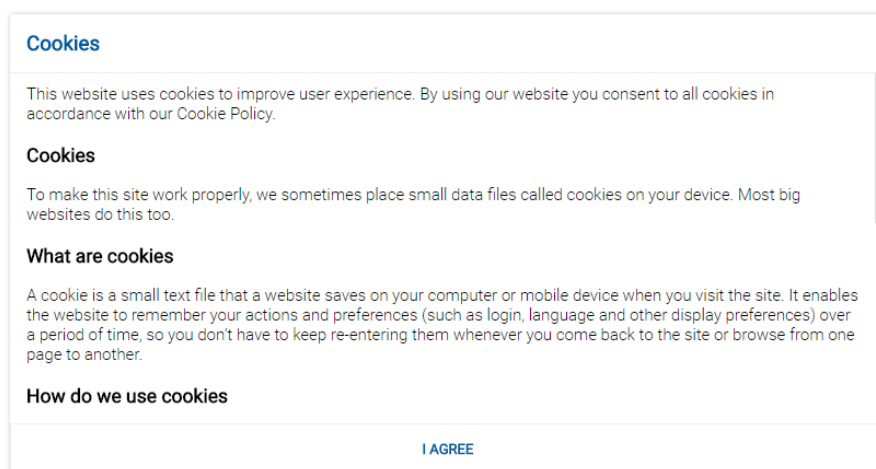 Cookies
This website uses cookies to improve user experience. By using our website you consent to all cookies in
accordance with our Cookie Policy.
Cookies
To make this site work properly, we sometimes place small data files called cookies on your device. Most big
websites do this too.
What are cookies
A cookie is a small text file that a website saves on your computer or mobile device when you visit the site. It enables
the website to remember your actions and preferences (such as login, language and other display preferences) over
a period of time, so you don't have to keep re-entering them whenever you come back to the site or browse from one
page to another.
How do we use cookies
I AGREE